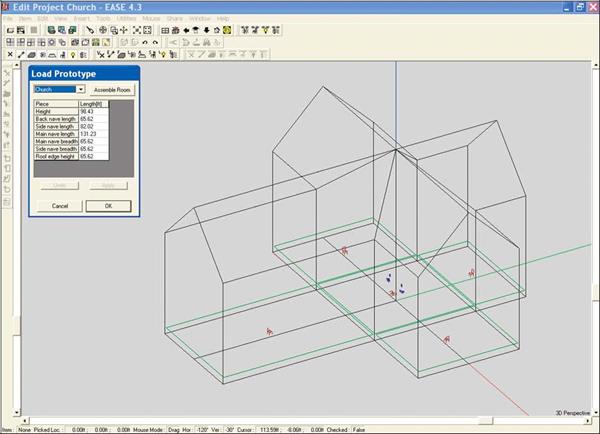 Edit Project Church - EASE 4.3
File Edit Item Insert Tools Utilities Mouse Share Window Options Help
Load Prototype
Church Assemble Room
Piece Length[ft]
Height 98.43
Back nave length 65.62
Side nave length 82.02
Main nave length 131.23
Main nave breadth 65.62
Side nave breadth 65.62
Roof edge height 65.62
Undo Apply
Cancel OK
3D Perspective
Item : None Picked Loc. : 0.00ft ; 0.00ft ; 0.00ft Mouse Mode : Drag Hor : -120° Ver : -30° Cursor : 113.59ft ; -8.06ft ; 0.00ft Checked : False